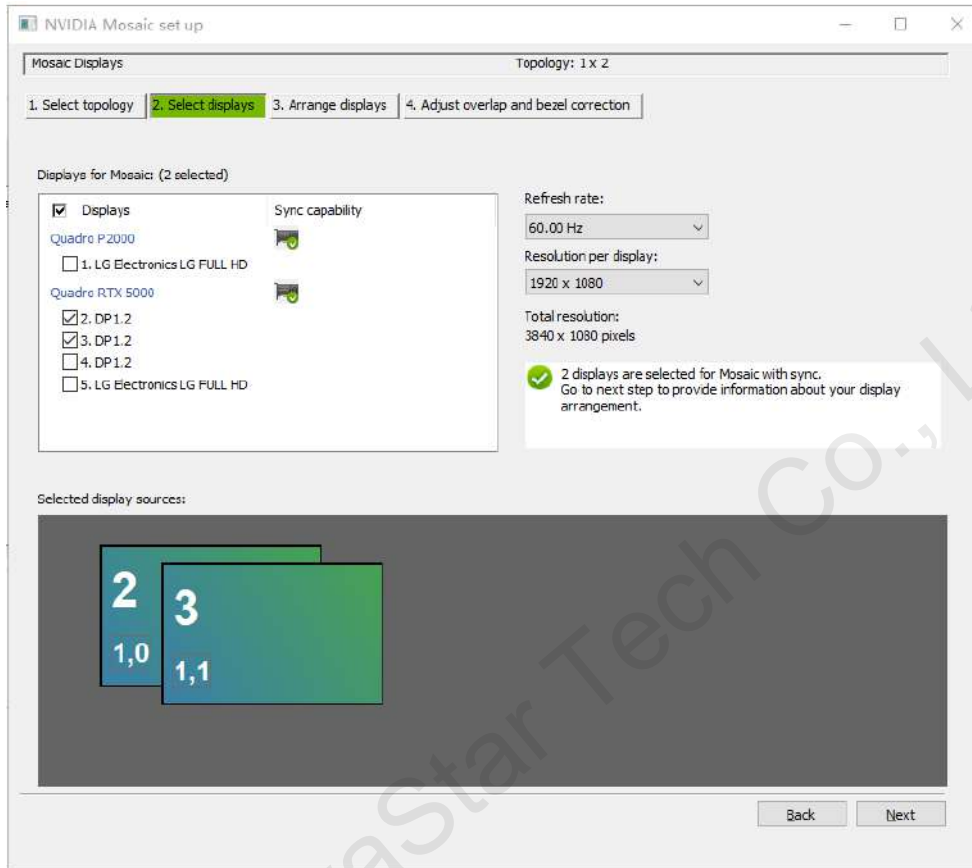 NVIDIA Mosaic set up
Mosaic Displays Topology: 1 x 2
1. Select topology 2. Select displays 3. Arrange displays 4. Adjust overlap and bezel correction
Displays for Mosaic: (2 selected)
Displays Sync capability
Quadro P2000
1. LG Electronics LG FULL HD
Quadro RTX 5000
2. DP1.2
3. DP1.2
4. DP1.2
5. LG Electronics LG FULL HD
Refresh rate:
60.00 Hz
Resolution per display:
1920 x 1080
Total resolution:
3840 x 1080 pixels
2 displays are selected for Mosaic with sync.
Go to next step to provide information about your display
arrangement.
Selected display sources:
2
1,0
3
1,1
Back Next
Star Tech Co.,